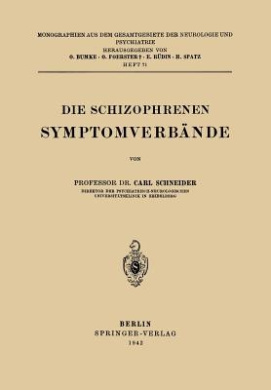 MONOGRAPHIEN AUS DEM GESAMTGEBIETE DER NEUROLOGIE UND
PSYCHIATRIE
HERAUSGEGEBEN VON
O. BUMKE · O. FOERSTER † · E. RÜDIN · H. SPATZ
HEFT 71
DIE SCHIZOPHRENEN
SYMPTOMVERBÄNDE
VON
PROFESSOR DR. CARL SCHNEIDER
DIREKTOR DER PSYCHIATRISCH-NEUROLOGISCHEN
UNIVERSITÄTSKLINIK IN HEIDELBERG
BERLIN
SPRINGER-VERLAG
1942